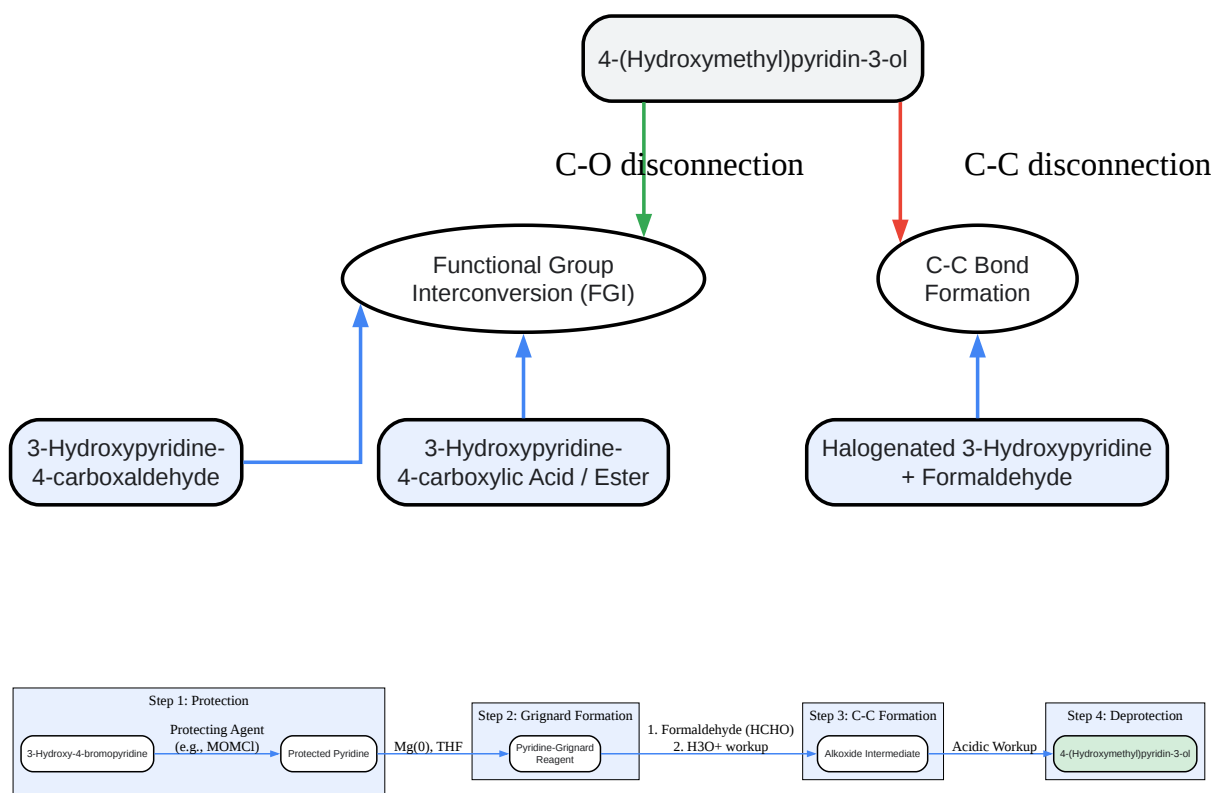 4-(Hydroxymethyl)pyridin-3-ol
C-O disconnection
C-C disconnection
Functional Group
Interconversion (FGI)
C-C Bond
Formation
3-Hydroxypyridine-
4-carboxaldehyde
3-Hydroxypyridine-
4-carboxylic Acid / Ester
Halogenated 3-Hydroxypyridine
+ Formaldehyde
Step 1: Protection
3-Hydroxy-4-bromopyridine
Protecting Agent
(e.g., MOMCl)
Protected Pyridine
Mg(0), THF
Step 2: Grignard Formation
Pyridine-Grignard
Reagent
1. Formaldehyde (HCHO)
2. H3O+ workup
Step 3: C-C Formation
Alkoxide Intermediate
Acidic Workup
Step 4: Deprotection
4-(Hydroxymethyl)pyridin-3-ol